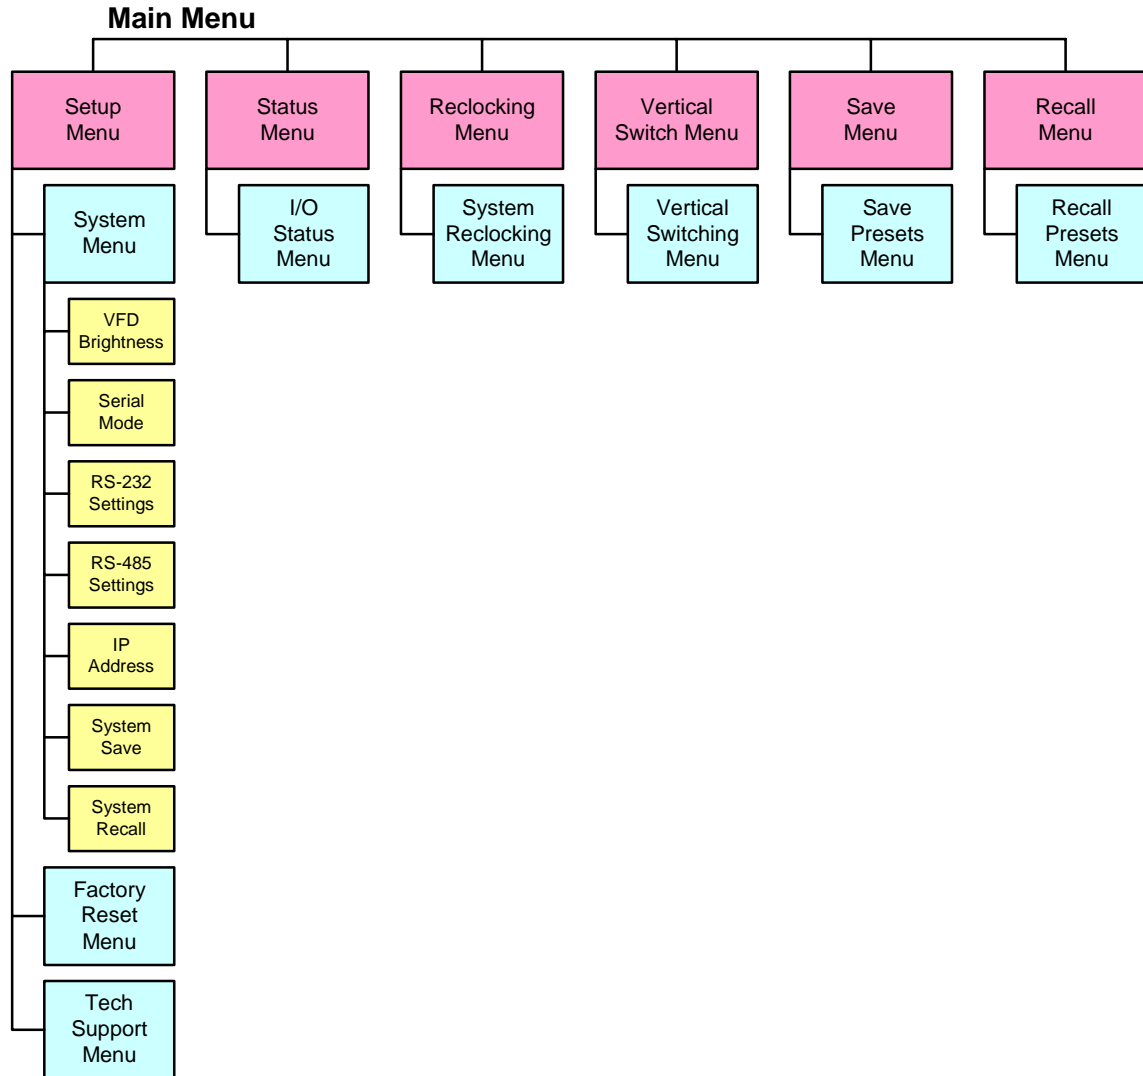 Main Menu
Setup
Menu
Status
Menu
Reclocking
Menu
Vertical
Switch Menu
Save
Menu
Recall
Menu
System
Menu
I/O
Status
Menu
System
Reclocking
Menu
Vertical
Switching
Menu
Save
Presets
Menu
Recall
Presets
Menu
VFD
Brightness
Serial
Mode
RS-232
Settings
RS-485
Settings
IP
Address
System
Save
System
Recall
Factory
Reset
Menu
Tech
Support
Menu